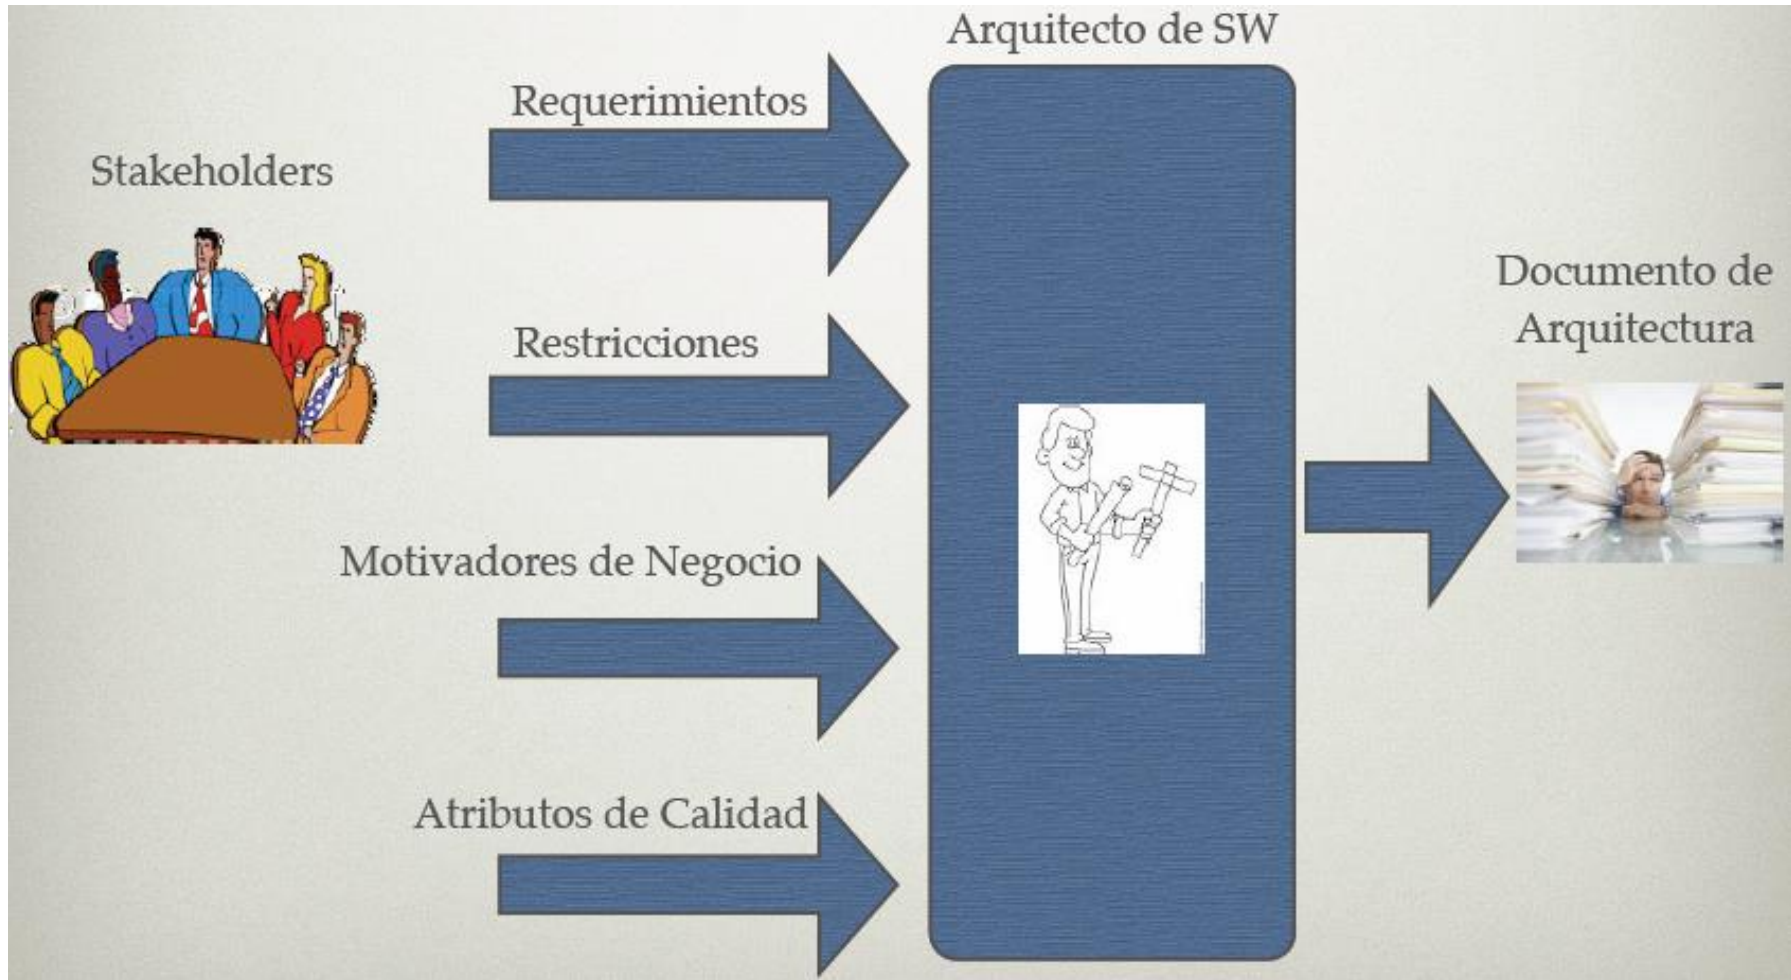 Arquitecto de SW
Requerimientos
Stakeholders
Restricciones
Documento de
Arquitectura
Motivadores de Negocio
Atributos de Calidad